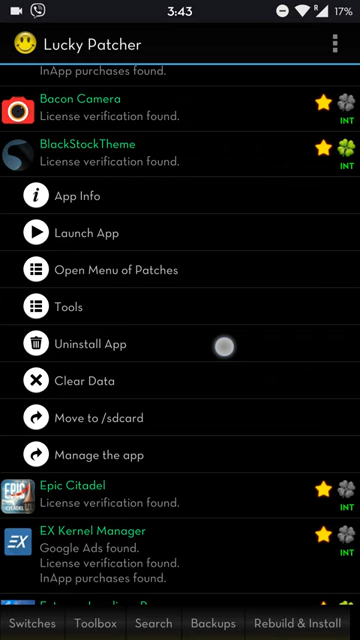 3:43
R
17%
Lucky Patcher
InApp purchases found.
Bacon Camera
License verification found.
INT
BlackStockTheme
License verification found.
INT
App Info
Launch App
Open Menu of Patches
Tools
Uninstall App
Clear Data
Move to /sdcard
Manage the app
EPIC
CITADEL
Epic Citadel
License verification found.
INT
EX
EX Kernel Manager
Google Ads found.
License verification found.
InApp purchases found.
INT
Switches
Toolbox
Search
Backups
Rebuild & Install